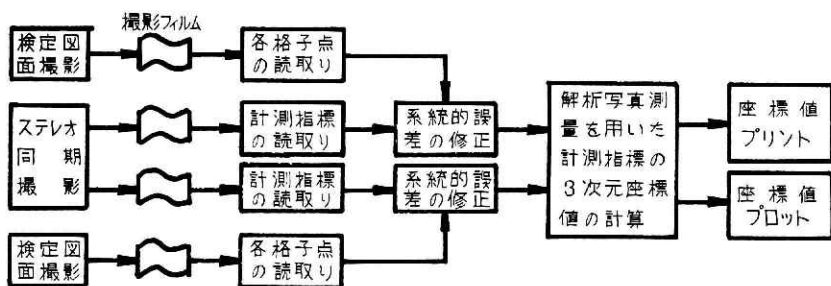 撮影フィルム
検定図
面撮影
各格子点
の読取り
ステレオ
同期
撮影
計測指標
の読取り
系統的誤
差の修正
計測指標
の読取り
系統的誤
差の修正
検定図
面撮影
各格子点
の読取り
解析写真測
量を用いた
計測指標の
3次元座標
値の計算
座標値
プリント
座標値
プロット